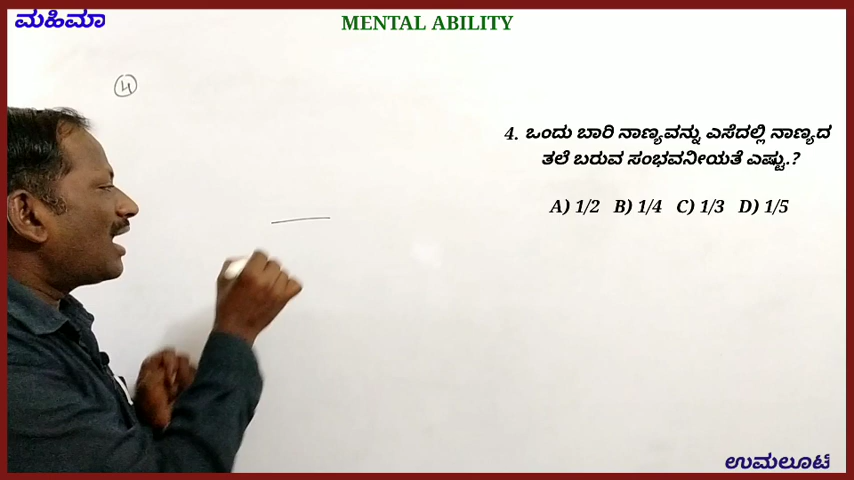 ಮಹಿಮಾ
MENTAL ABILITY
4
4. ಒಂದು ಬಾರಿ ನಾಣ್ಯವನ್ನು ಎಸೆದಲ್ಲಿ ನಾಣ್ಯದ
ತಲೆ ಬರುವ ಸಂಭವನೀಯತೆ ಎಷ್ಟು.?
A) 1/2 B) 1/4 C) 1/3 D) 1/5
ಉಮಲೂಟಿ